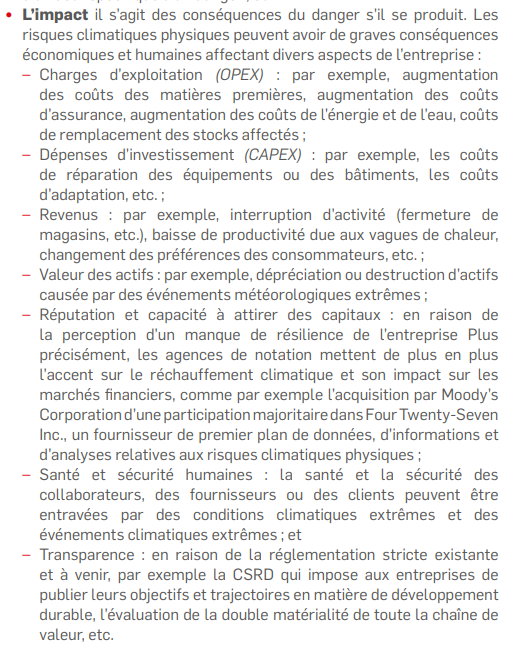 • L’impact il s’agit des conséquences du danger s’il se produit. Les
risques climatiques physiques peuvent avoir de graves conséquences
économiques et humaines affectant divers aspects de l’entreprise :
– Charges d’exploitation (OPEX) : par exemple, augmentation
des coûts des matières premières, augmentation des coûts
d’assurance, augmentation des coûts de l’énergie et de l’eau, coûts
de remplacement des stocks affectés ;
– Dépenses d’investissement (CAPEX) : par exemple, les coûts
de réparation des équipements ou des bâtiments, les coûts
d’adaptation, etc. ;
– Revenus : par exemple, interruption d’activité (fermeture de
magasins, etc.), baisse de productivité due aux vagues de chaleur,
changement des préférences des consommateurs, etc. ;
– Valeur des actifs : par exemple, dépréciation ou destruction d’actifs
causée par des événements météorologiques extrêmes ;
– Réputation et capacité à attirer des capitaux : en raison de
la perception d’un manque de résilience de l’entreprise Plus
précisément, les agences de notation mettent de plus en plus
l’accent sur le réchauffement climatique et son impact sur les
marchés financiers, comme par exemple l’acquisition par Moody’s
Corporation d’une participation majoritaire dans Four Twenty-Seven
Inc., un fournisseur de premier plan de données, d’informations et
d’analyses relatives aux risques climatiques physiques ;
– Santé et sécurité humaines : la santé et la sécurité des
collaborateurs, des fournisseurs ou des clients peuvent être
entravées par des conditions climatiques extrêmes et des
événements climatiques extrêmes ; et
– Transparence : en raison de la réglementation stricte existante
et à venir, par exemple la CSRD qui impose aux entreprises de
publier leurs objectifs et trajectoires en matière de développement
durable, l’évaluation de la double matérialité de toute la chaîne de
valeur, etc.